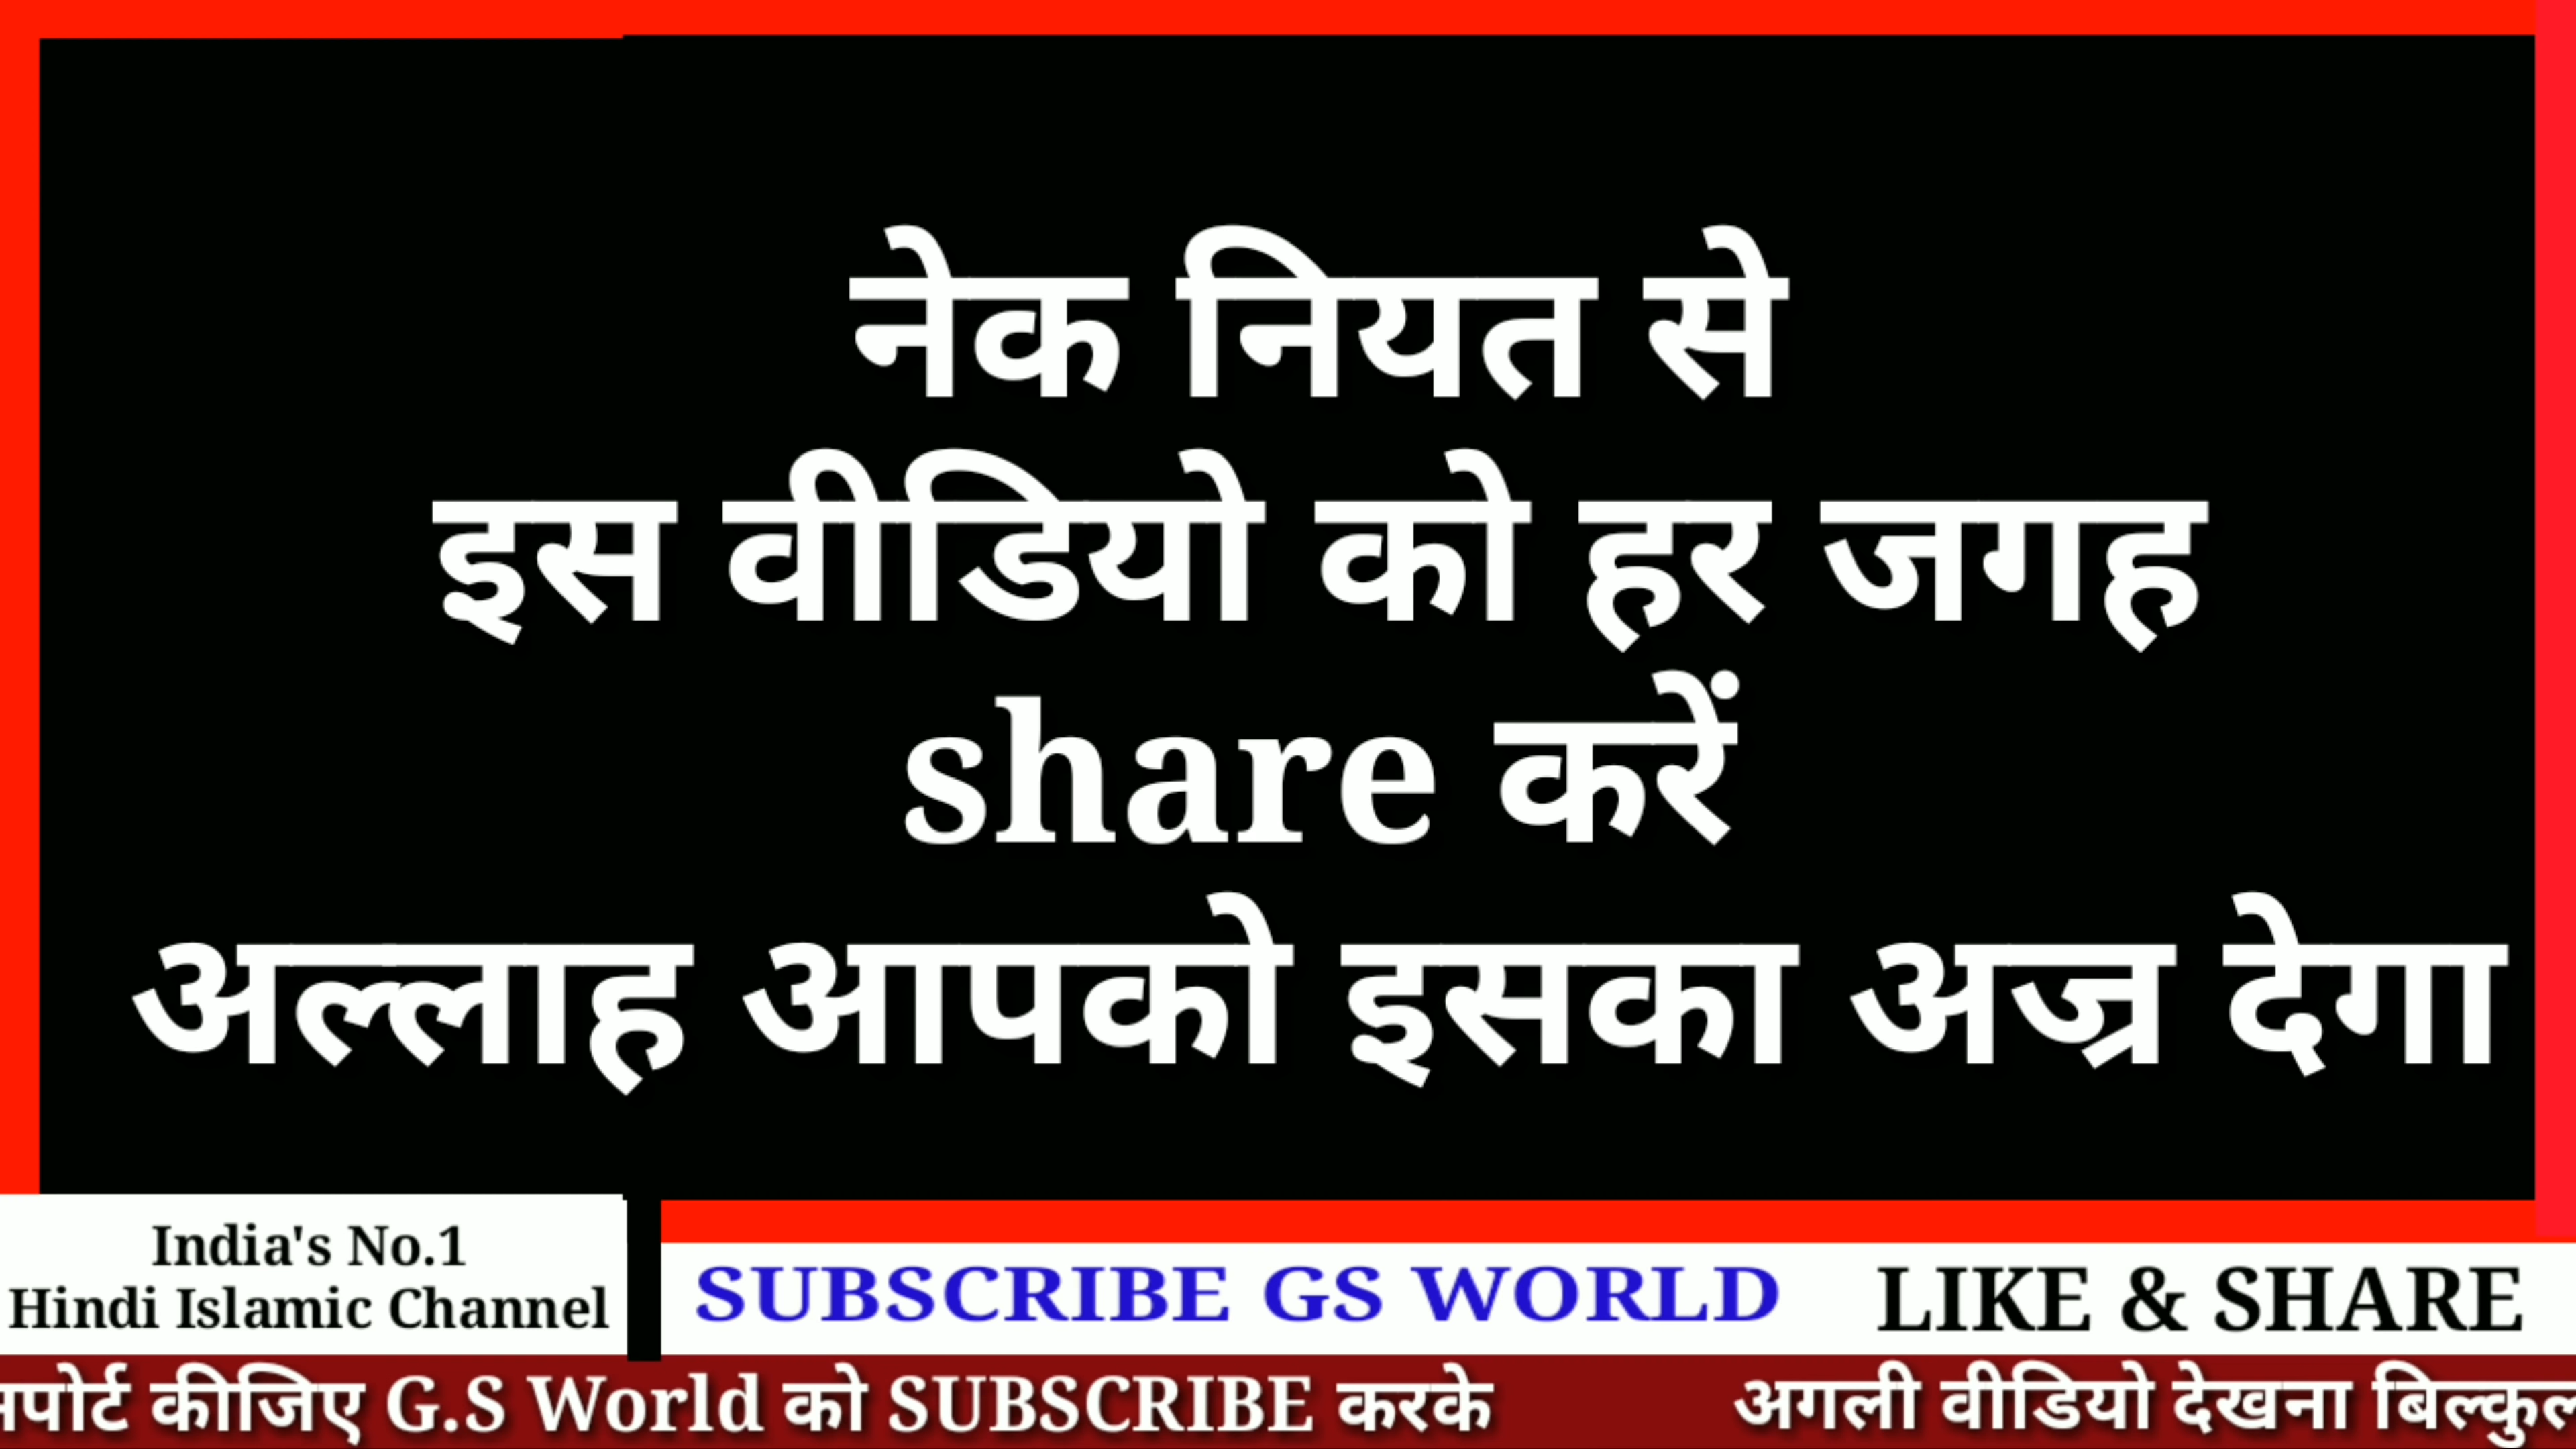 नेक नियत से
इस वीडियो को हर जगह
share करें
अल्लाह आपको इसका अज्र देगा
India's No.1
Hindi Islamic Channel
SUBSCRIBE GS WORLD
LIKE & SHARE
कीजिए G.S World को SUBSCRIBE करके
अगली वीडियो देखना